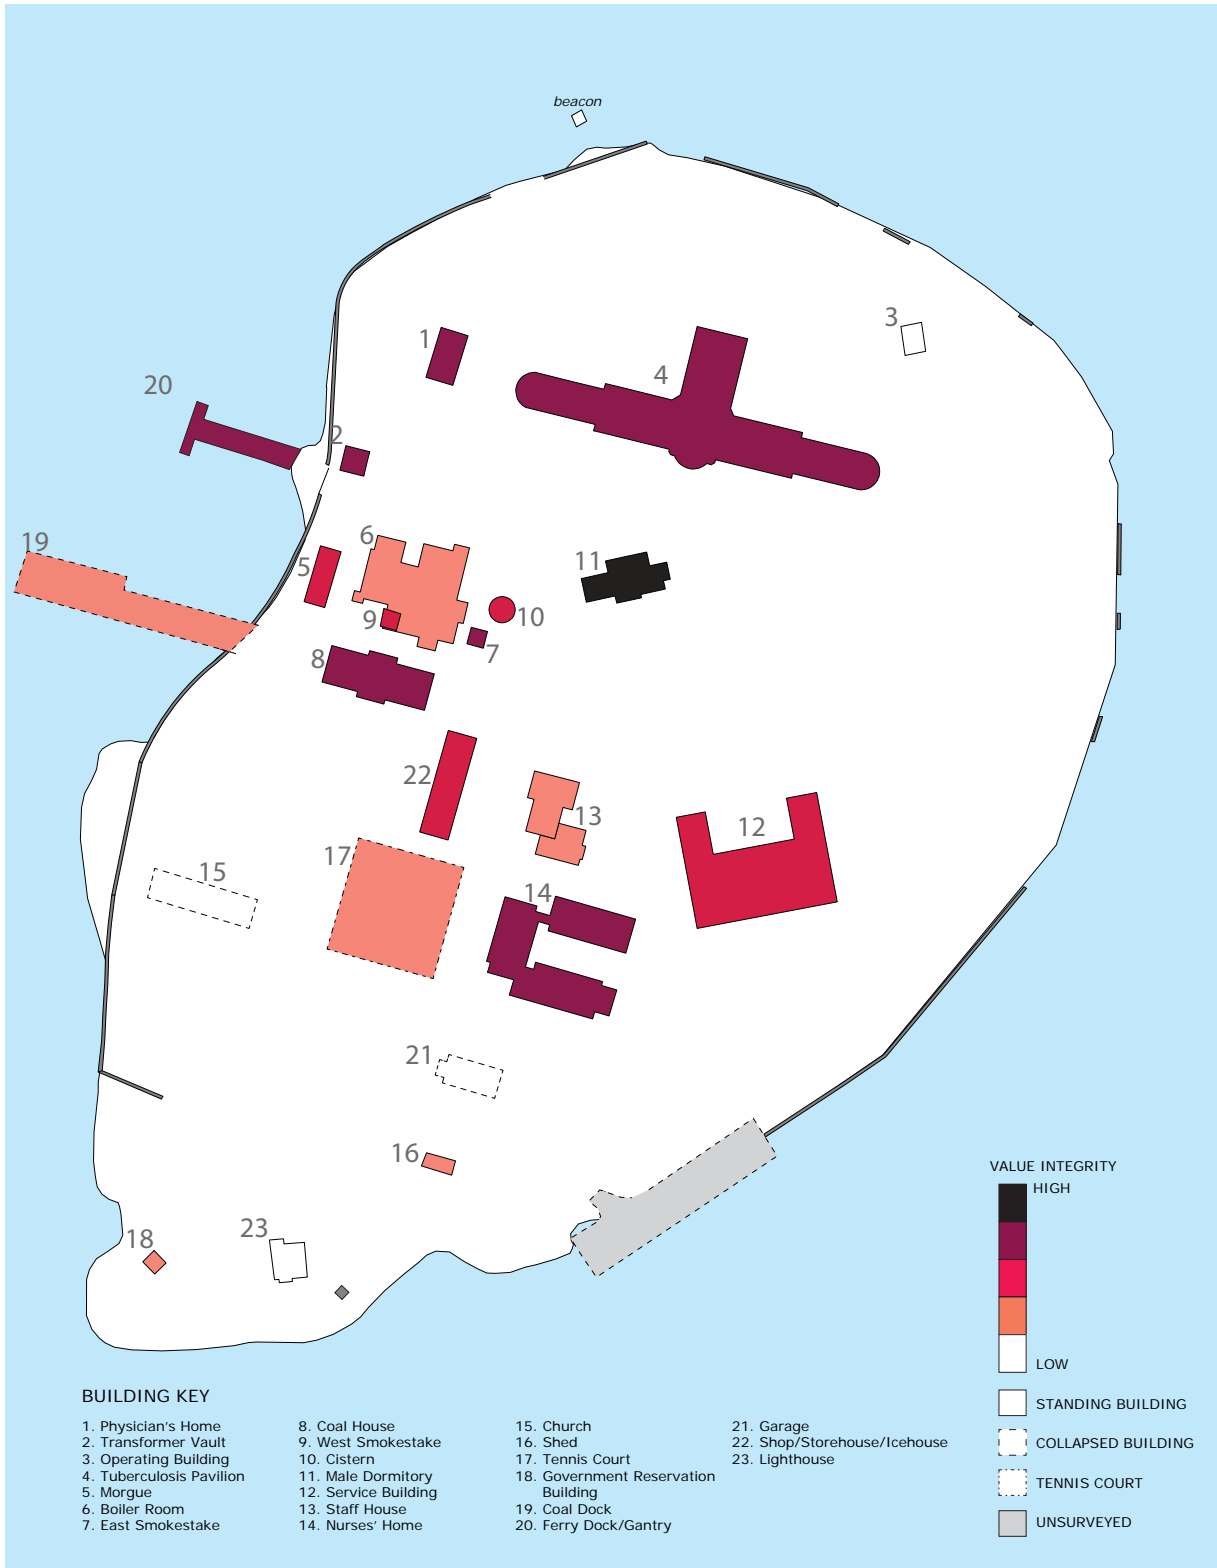 beacon
3
1
4
20
2
6
19
11
5
10
9
7
8
22
13
12
17
15
14
21
16
18
23
VALUE INTEGRITY
HIGH
LOW
STANDING BUILDING
COLLAPSED BUILDING
TENNIS COURT
UNSURVEYED
BUILDING KEY
1. Physician's Home
2. Transformer Vault
3. Operating Building
4. Tuberculosis Pavilion
5. Morgue
6. Boiler Room
7. East Smokestake
8. Coal House
9. West Smokestake
10. Cistern
11. Male Dormitory
12. Service Building
13. Staff House
14. Nurses' Home
15. Church
16. Shed
17. Tennis Court
18. Government Reservation
Building
19. Coal Dock
20. Ferry Dock/Gantry
21. Garage
22. Shop/Storehouse/Icehouse
23. Lighthouse